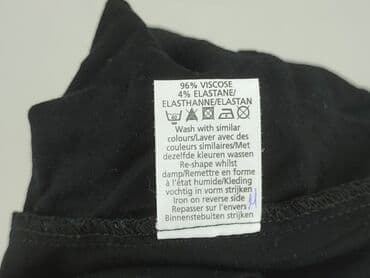 96% VISCOSE
4% ELASTANE/
ELASTHANNE/ELASTAN
Wash with similar
colours/Laver avec des
couleurs similaires/Met
dezelfde kleuren wassen
Re-shape whilst
damp/Remettre en forme
à l'état humide/Kleding
vochtig in vorm strijken
Iron on reverse side
Repasser sur l'envers
Binnenstebuiten strijken